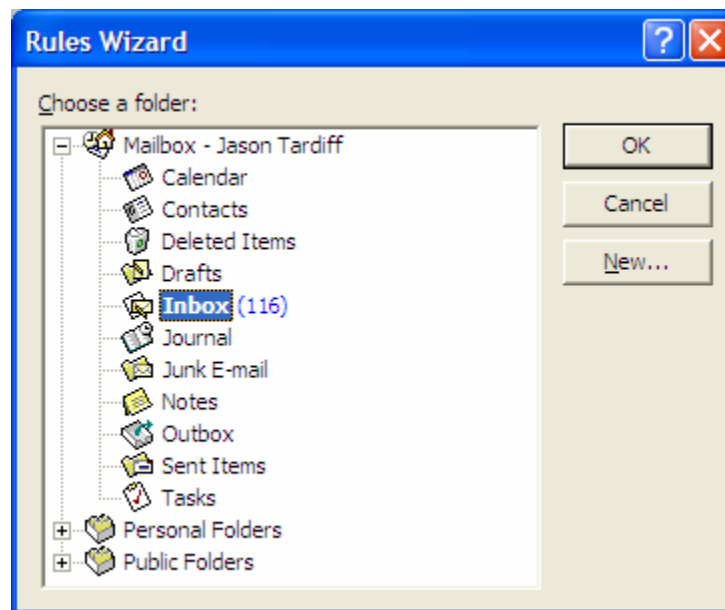 Rules Wizard
Choose a folder:
Mailbox - Jason Tardiff
OK
Calendar
Contacts
Cancel
Deleted Items
New...
Drafts
Inbox (116)
Journal
Junk E-mail
Notes
Outbox
Sent Items
Tasks
Personal Folders
Public Folders